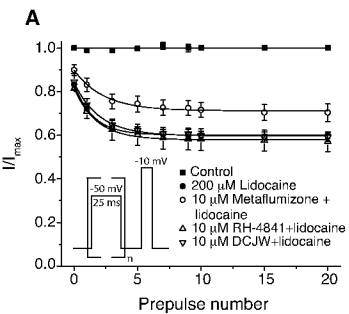 A
I/Imax
1.0
0.8
0.6
0.4
0.2
0.0
-10 mV
-50 mV
25 ms
n
Control
200 µM Lidocaine
10 µM Metaflumizone +
lidocaine
10 µM RH-4841+lidocaine
10 µM DCJW+lidocaine
0 5 10 15 20
Prepulse number